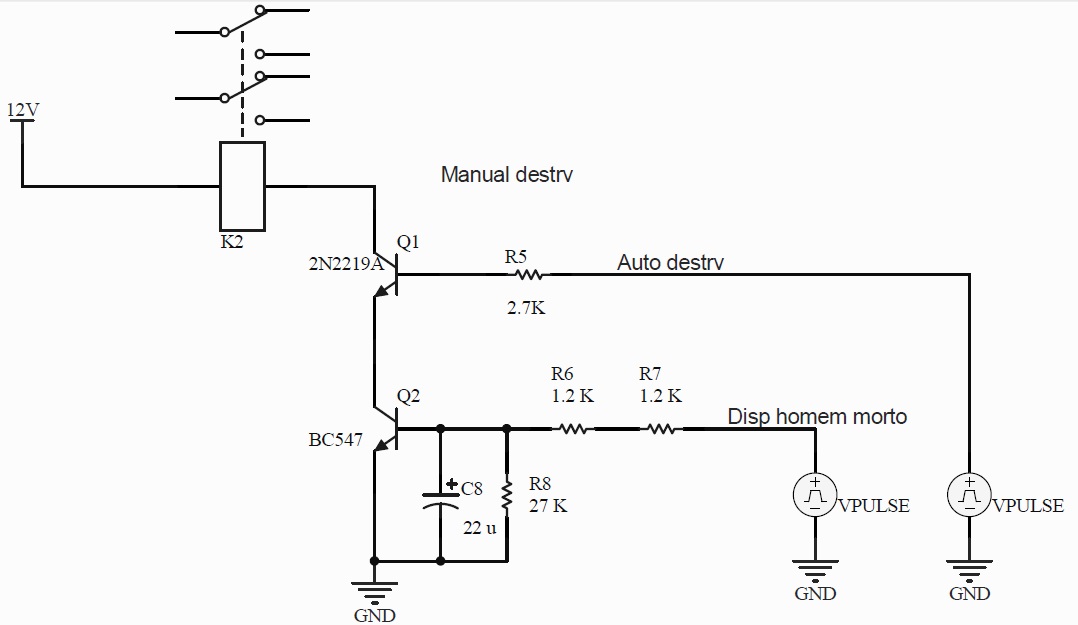 12V
K2
Manual destrv
Q1
2N2219A
R5
2.7K
Auto destrv
Q2
BC547
R6
1.2 K
R7
1.2 K
Disp homem morto
C8
22 u
R8
27 K
VPULSE
VPULSE
GND
GND
GND